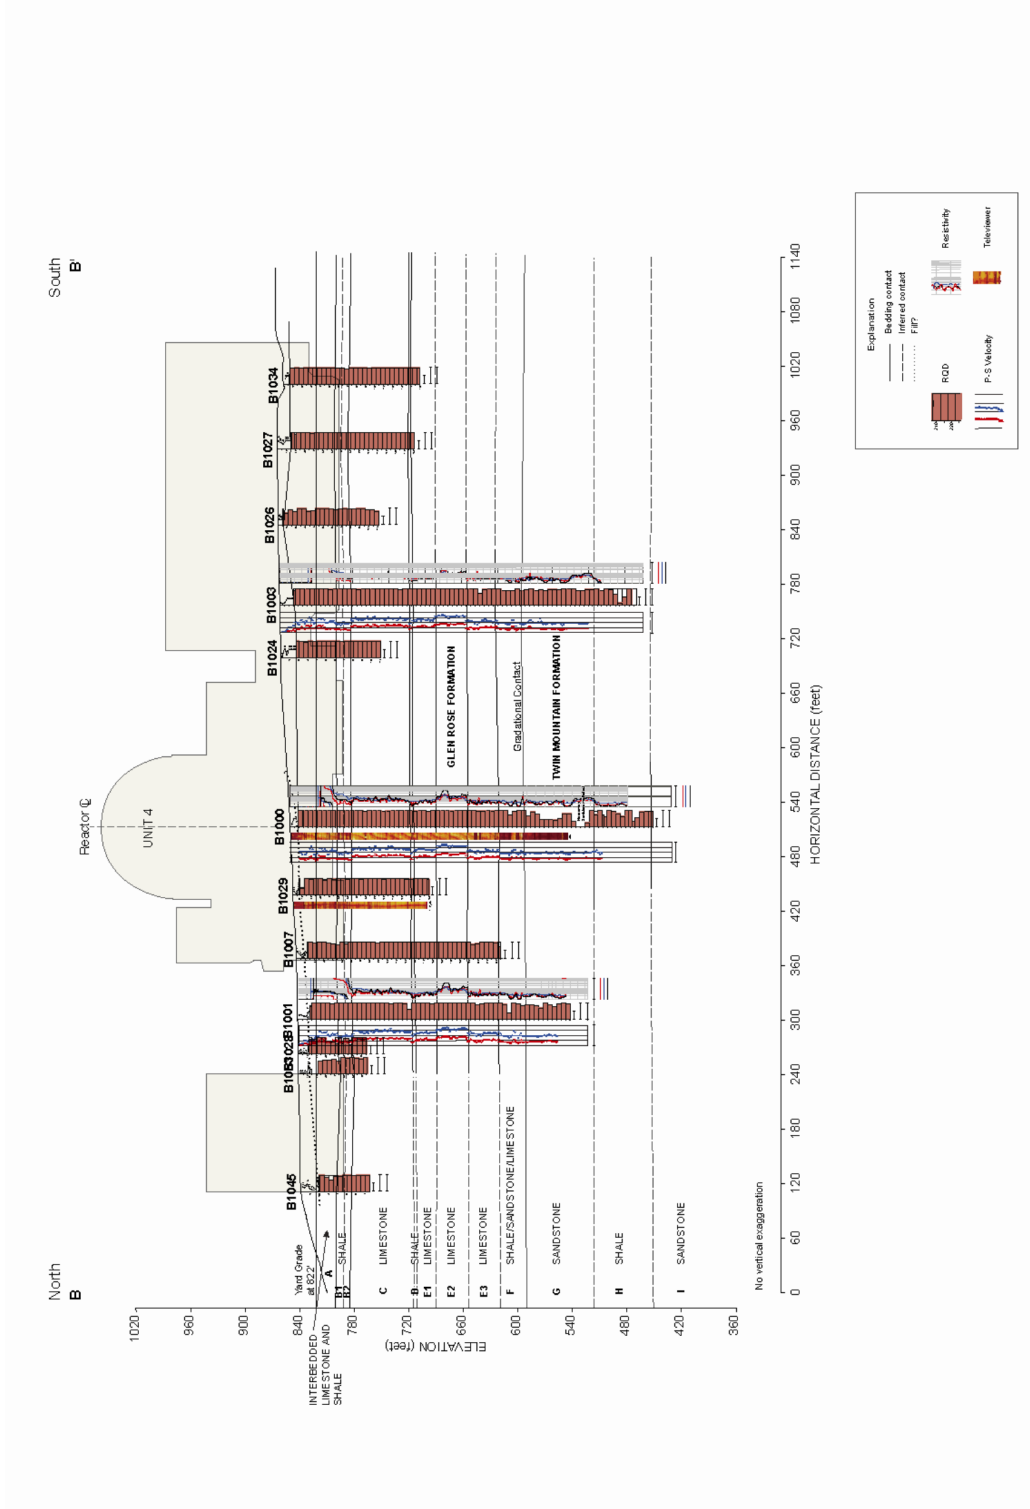 North
B
South
B'
Reactor ℄
UNIT 4
B1045
B1028
B1001
B1007
B1029
B1000
B1024
B1003
B1026
B1027
B1034
Yard Grade
at 822'
INTERBEDDED
LIMESTONE AND
SHALE
A
B1
B2
SHALE
C
LIMESTONE
D
SHALE
E1
LIMESTONE
E2
LIMESTONE
E3
LIMESTONE
F
SHALE/SANDSTONE/LIMESTONE
G
SANDSTONE
H
SHALE
I
SANDSTONE
GLEN ROSE FORMATION
Gradational Contact
TWIN MOUNTAIN FORMATION
1020
960
900
840
780
720
660
600
540
480
420
360
ELEVATION (feet)
0
60
120
180
240
300
360
420
480
540
600
660
720
780
840
900
960
1020
1080
1140
HORIZONTAL DISTANCE (feet)
No vertical exaggeration
Explanation
Bedding contact
Inferred contact
Fill?
RQD
Resistivity
P-S Velocity
Televiewer